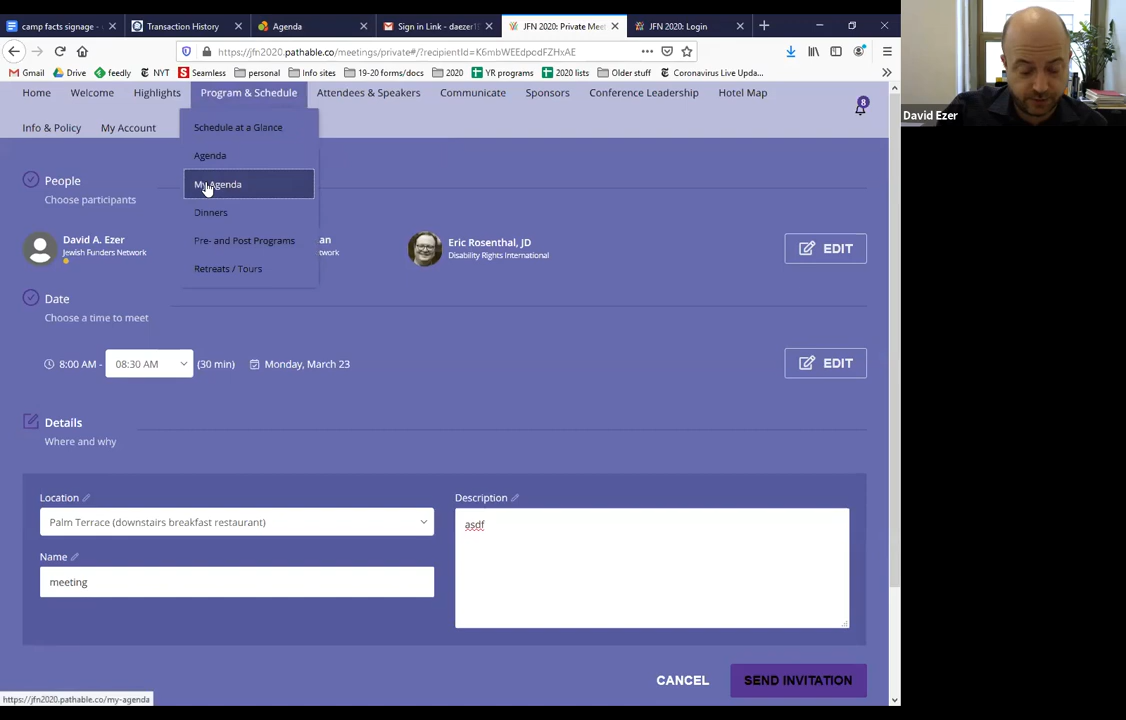 camp facts signage
Transaction History
Agenda
Sign in Link - daezer18
JFN 2020: Private Mee
JFN 2020: Login
https://jfn2020.pathable.co/meetings/private#/?recipientId=K6mbWEEdpcdFZHxAE
Gmail
Drive
feedly
NYT
Seamless
personal
Info sites
19-20 forms/docs
2020
YR programs
2020 lists
Older stuff
Coronavirus Live Upda...
Home
Welcome
Highlights
Program & Schedule
Attendees & Speakers
Communicate
Sponsors
Conference Leadership
Hotel Map
8
Info & Policy
My Account
Schedule at a Glance
Agenda
My Agenda
Dinners
Pre- and Post Programs
Retreats / Tours
People
Choose participants
David A. Ezer
Jewish Funders Network
an
twork
Eric Rosenthal, JD
Disability Rights International
EDIT
Date
Choose a time to meet
8:00 AM - 08:30 AM (30 min) Monday, March 23
EDIT
Details
Where and why
Location
Palm Terrace (downstairs breakfast restaurant)
Name
meeting
Description
asdf
CANCEL
SEND INVITATION
https://jfn2020.pathable.co/my-agenda
David Ezer